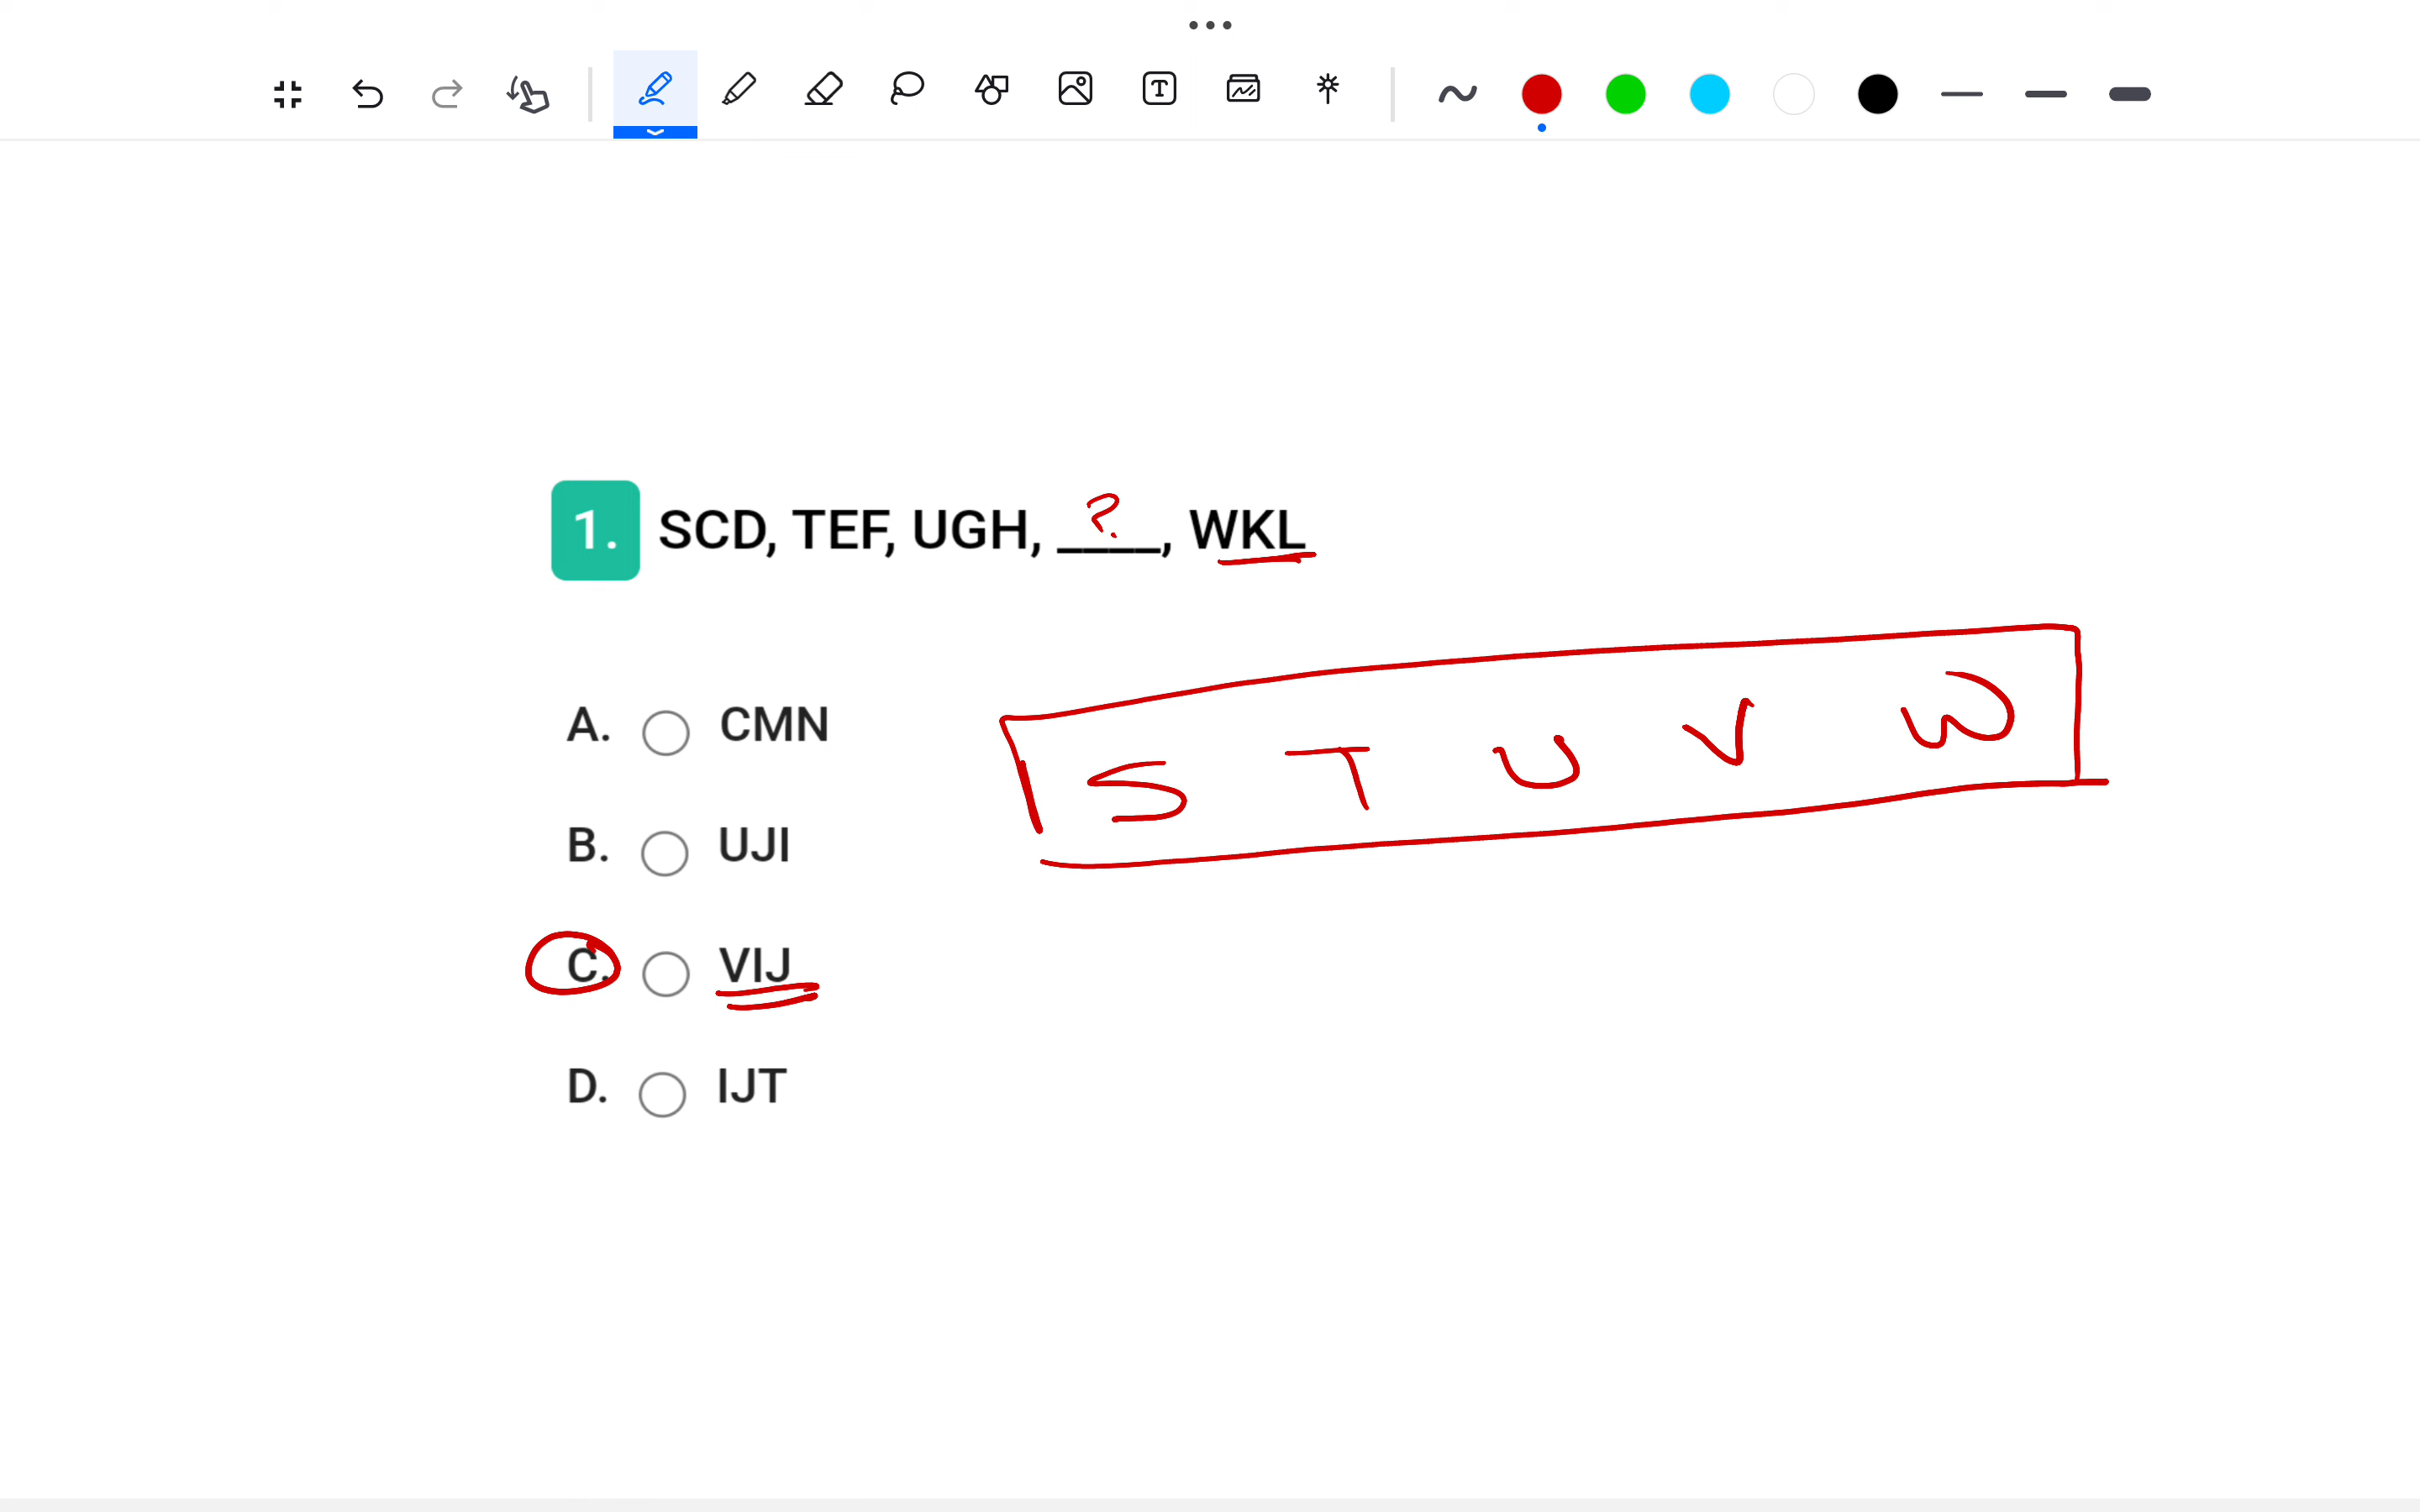 1. SCD, TEF, UGH, ____, WKL
?
A. CMN
S T U V W
B. UJI
C. VIJ
D. IJT